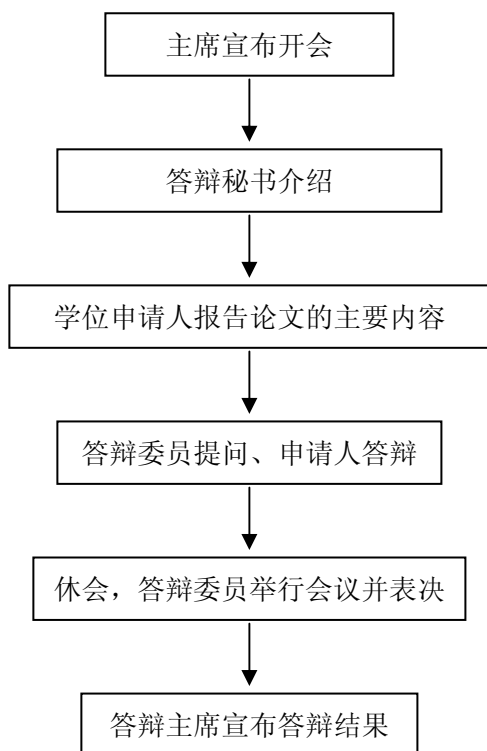 主席宣布开会
答辩秘书介绍
学位申请人报告论文的主要内容
答辩委员提问、申请人答辩
休会，答辩委员举行会议并表决
答辩主席宣布答辩结果